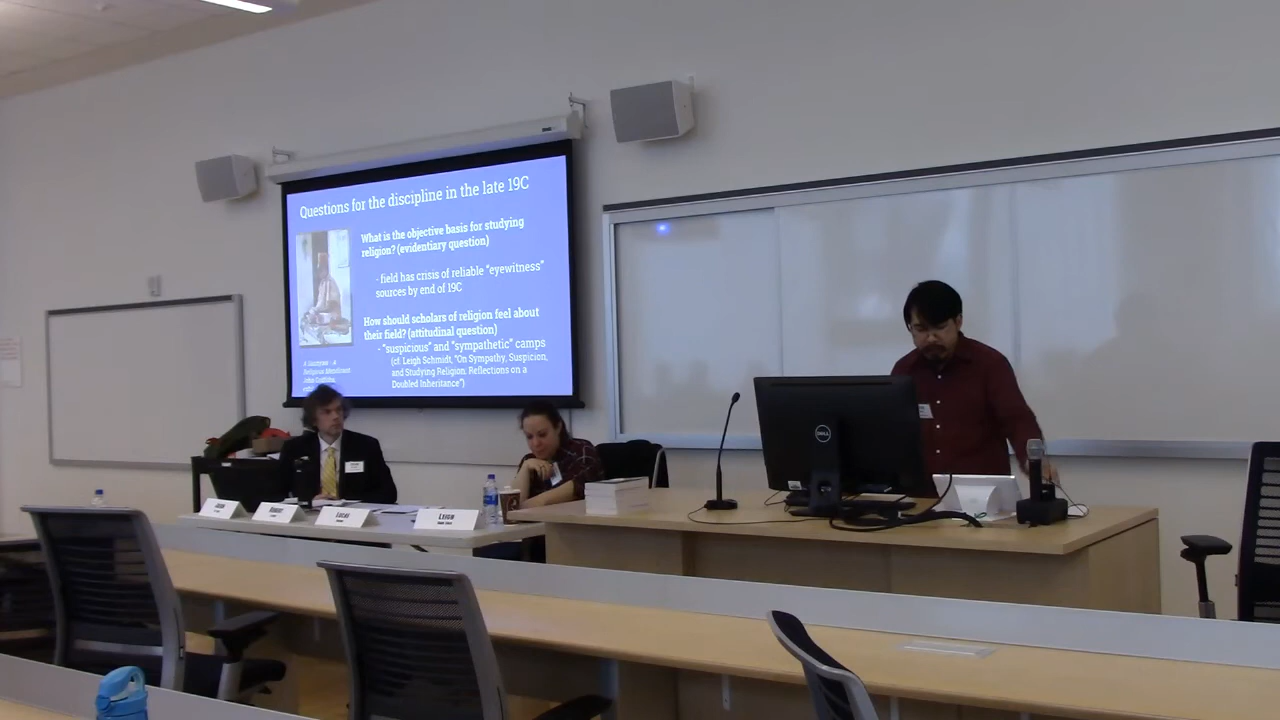 Questions for the discipline in the late 19C
What is the objective basis for studying
religion? (evidentiary question)
- field has crisis of reliable "eyewitness"
sources by end of 19C
How should scholars of religion feel about
their field? (attitudinal question)
- "suspicious" and "sympathetic" camps
(cf. Leigh Schmidt, "On Sympathy, Suspicion,
and Studying Religion: Reflections on a
Doubled Inheritance")
Religious Mendicant
Lucas
DELL